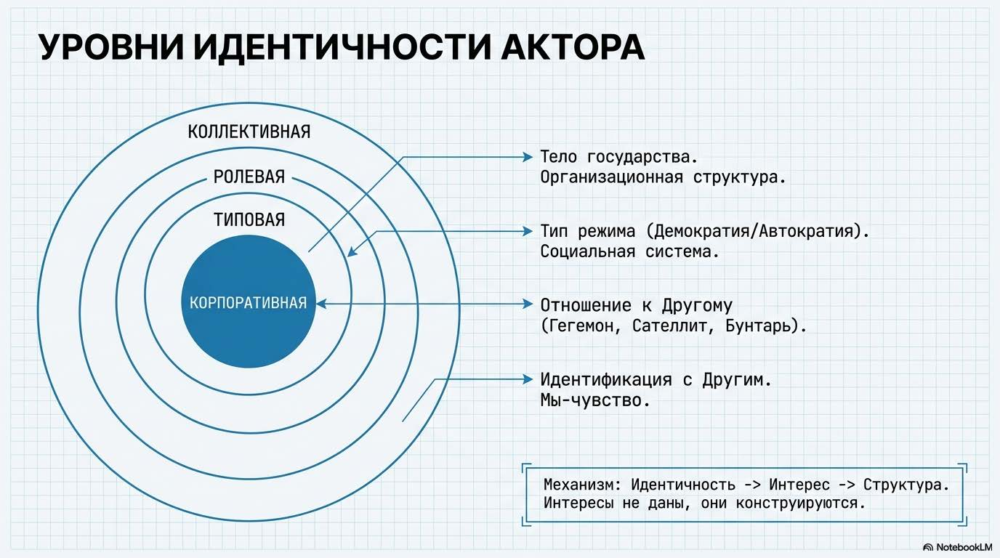 УРОВНИ ИДЕНТИЧНОСТИ АКТОРА
КОЛЛЕКТИВНАЯ
РОЛЕВАЯ
ТИПОВАЯ
КОРПОРАТИВНАЯ
Тело государства.
Организационная структура.
Тип режима (Демократия/Автократия).
Социальная система.
Отношение к Другому
(Гегемон, Сателлит, Бунтарь).
Идентификация с Другим.
Мы-чувство.
Механизм: Идентичность -> Интерес -> Структура.
Интересы не даны, они конструируются.
NotebookLM